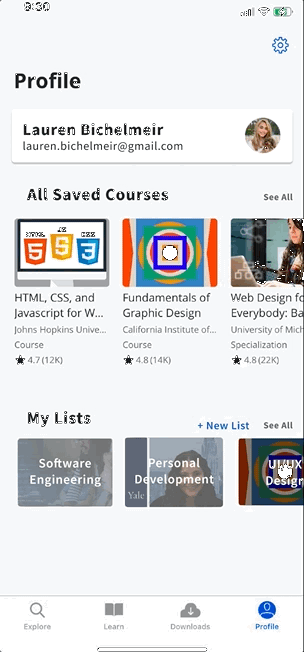 8:30
Profile
Lauren Bichelmeir
lauren.bichelmeir@gmail.com
All Saved Courses
See All
HTML JS CSS
5 S 3
HTML, CSS, and
Javascript for W...
Johns Hopkins Unive...
Course
4.7 (12K)
Fundamentals of
Graphic Design
California Institute of...
Course
4.8 (14K)
Web Design fo
Everybody: Ba
University of Mich
Specialization
4.8 (22K)
My Lists
+ New List
See All
Software
Engineering
Personal
Development
Yale
UI/UX
Design
Explore
Learn
Downloads
Profile